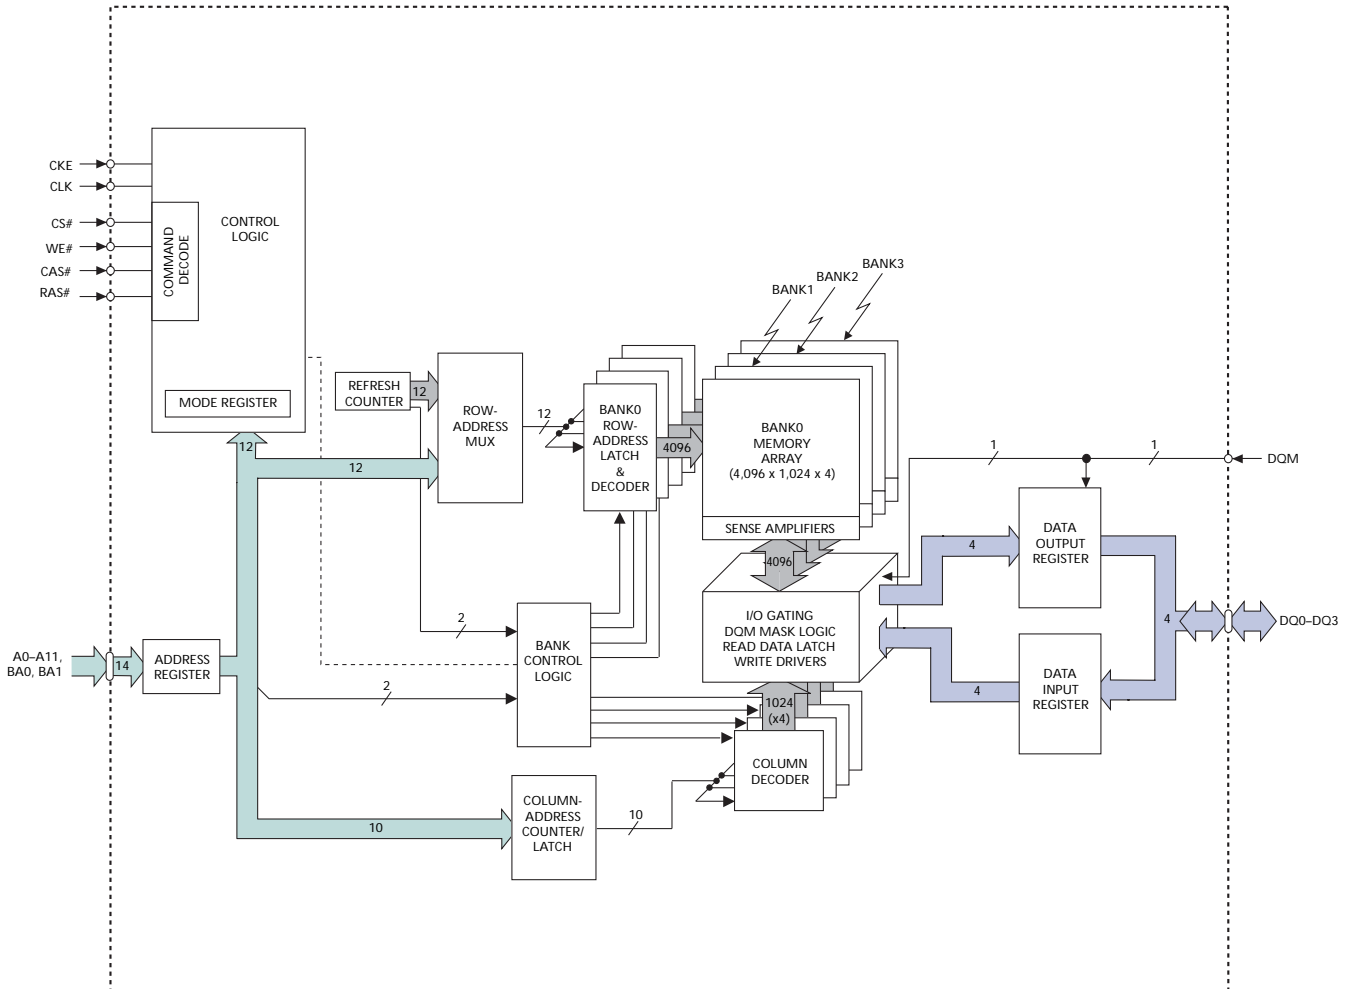 CKE
CLK
CS#
WE#
CAS#
RAS#
COMMAND
DECODE
CONTROL
LOGIC
MODE REGISTER
12
REFRESH
COUNTER
12
12
ROW-
ADDRESS
MUX
12
BANK0
ROW-
ADDRESS
LATCH
&
DECODER
4096
BANK1
BANK2
BANK3
BANK0
MEMORY
ARRAY
(4,096 x 1,024 x 4)
SENSE AMPLIFIERS
4096
I/O GATING
DQM MASK LOGIC
READ DATA LATCH
WRITE DRIVERS
1
1
DQM
4
DATA
OUTPUT
REGISTER
4
DQ0–DQ3
4
DATA
INPUT
REGISTER
A0–A11,
BA0, BA1
14
ADDRESS
REGISTER
2
2
BANK
CONTROL
LOGIC
1024
(x4)
COLUMN
DECODER
10
COLUMN-
ADDRESS
COUNTER/
LATCH
10